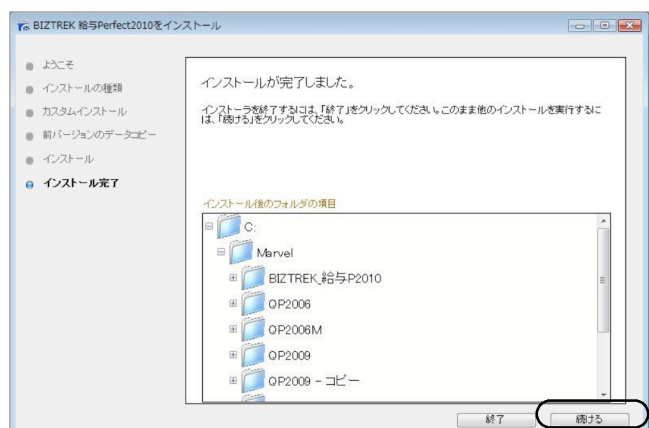 BIZTREK 給与Perfect2010をインストール
ようこそ
インストールの種類
カスタムインストール
前バージョンのデータコピー
インストール
インストール完了
インストールが完了しました。
インストーラを終了するには、「終了」をクリックしてください。このまま他のインストールを実行するに
は、「続ける」をクリックしてください。
インストール後のフォルダの項目
C:
Marvel
BIZTREK_給与P2010
QP2006
QP2006M
QP2009
QP2009 - コピー
終了
続ける